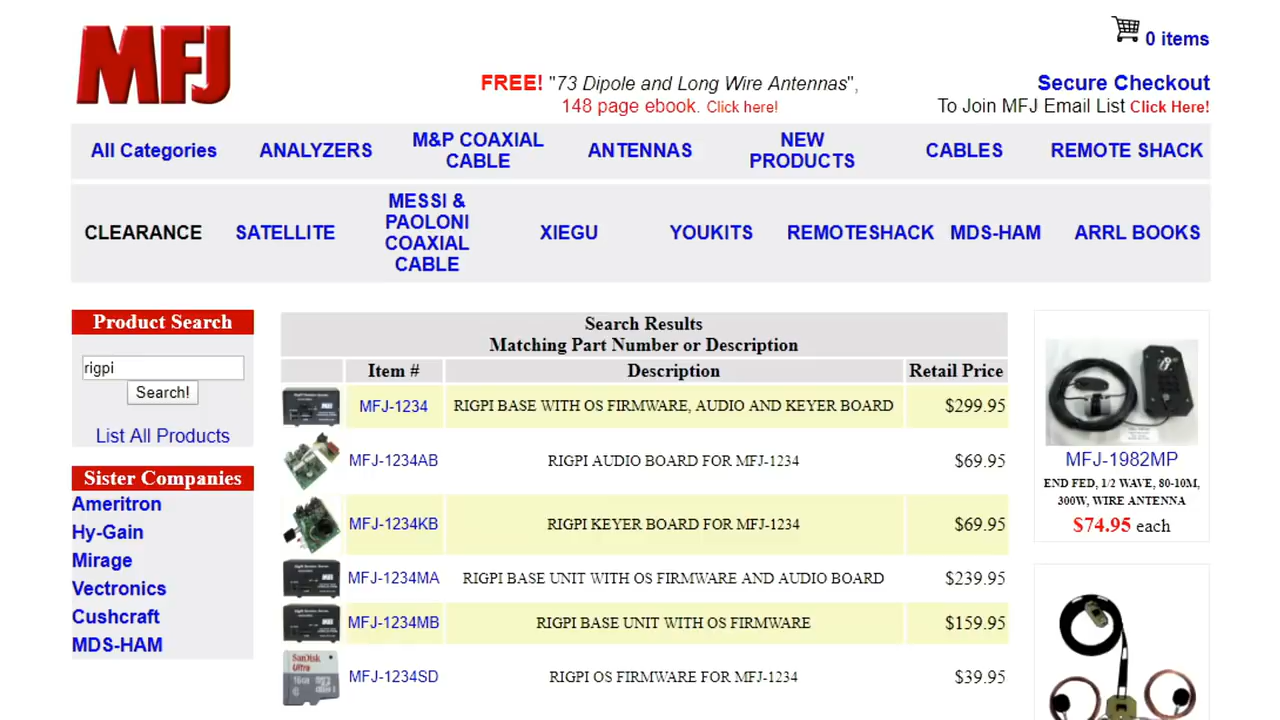 MFJ
0 items
FREE! "73 Dipole and Long Wire Antennas",
148 page ebook. Click here!
Secure Checkout
To Join MFJ Email List Click Here!
All Categories
ANALYZERS
M&P COAXIAL
CABLE
ANTENNAS
NEW
PRODUCTS
CABLES
REMOTE SHACK
CLEARANCE
SATELLITE
MESSI &
PAOLONI
COAXIAL
CABLE
XIEGU
YOUKITS
REMOTESHACK
MDS-HAM
ARRL BOOKS
Product Search
rigpi
Search!
List All Products
Sister Companies
Ameritron
Hy-Gain
Mirage
Vectronics
Cushcraft
MDS-HAM
Search Results
Matching Part Number or Description
Item # Description Retail Price
MFJ-1234 RIGPI BASE WITH OS FIRMWARE, AUDIO AND KEYER BOARD $299.95
MFJ-1234AB RIGPI AUDIO BOARD FOR MFJ-1234 $69.95
MFJ-1234KB RIGPI KEYER BOARD FOR MFJ-1234 $69.95
MFJ-1234MA RIGPI BASE UNIT WITH OS FIRMWARE AND AUDIO BOARD $239.95
MFJ-1234MB RIGPI BASE UNIT WITH OS FIRMWARE $159.95
SanDisk
Ultra
16GB
MFJ-1234SD RIGPI OS FIRMWARE FOR MFJ-1234 $39.95
MFJ-1982MP
END FED, 1/2 WAVE, 80-10M,
300W, WIRE ANTENNA
$74.95 each